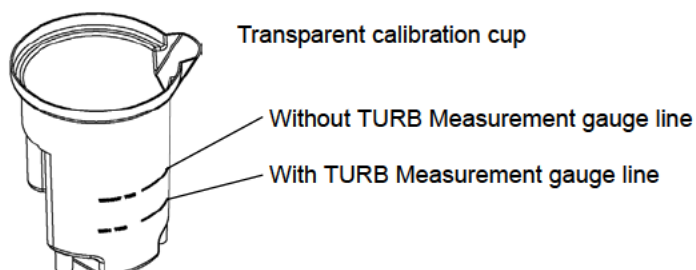 Transparent calibration cup
Without TURB Measurement gauge line
With TURB Measurement gauge line